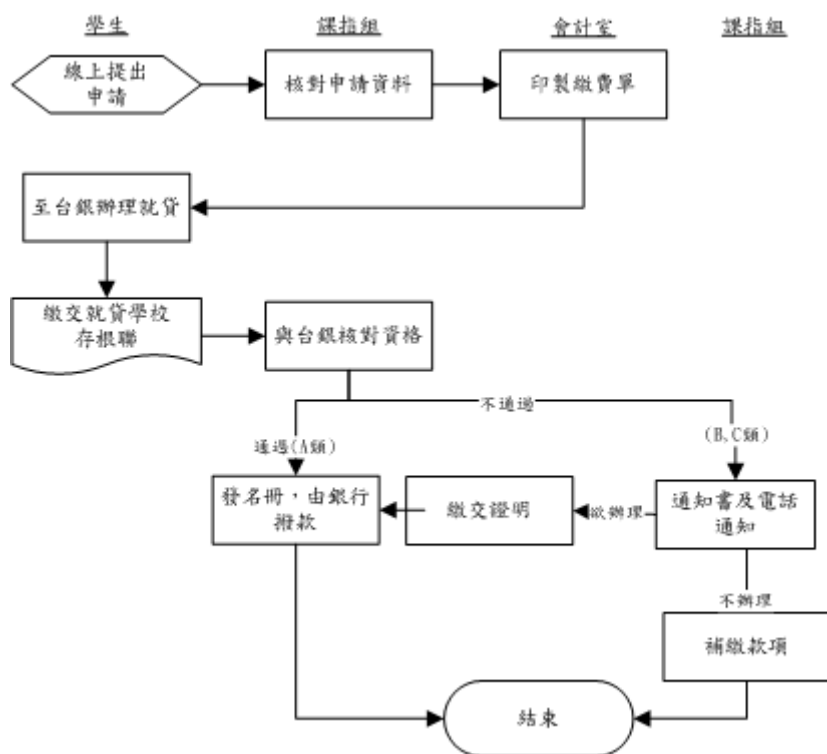 學生
課指組
會計室
課指組
線上提出
申請
核對申請資料
印製繳費單
至台銀辦理就貸
繳交就貸學校
存根聯
與台銀核對資格
不通過
通過(A類)
(B,C類)
發名冊，由銀行
撥款
繳交證明
欲辦理
通知書及電話
通知
不辦理
補繳款項
結束